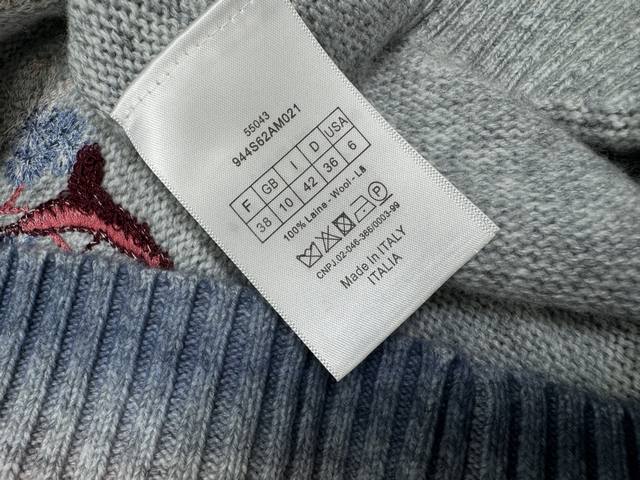 55043
944S62AM021
F GB I D USA
38 10 42 36 6
100% Laine - Wool - Lã
P
CNPJ.02-046-366/0003-99
Made in ITALY
ITALIA